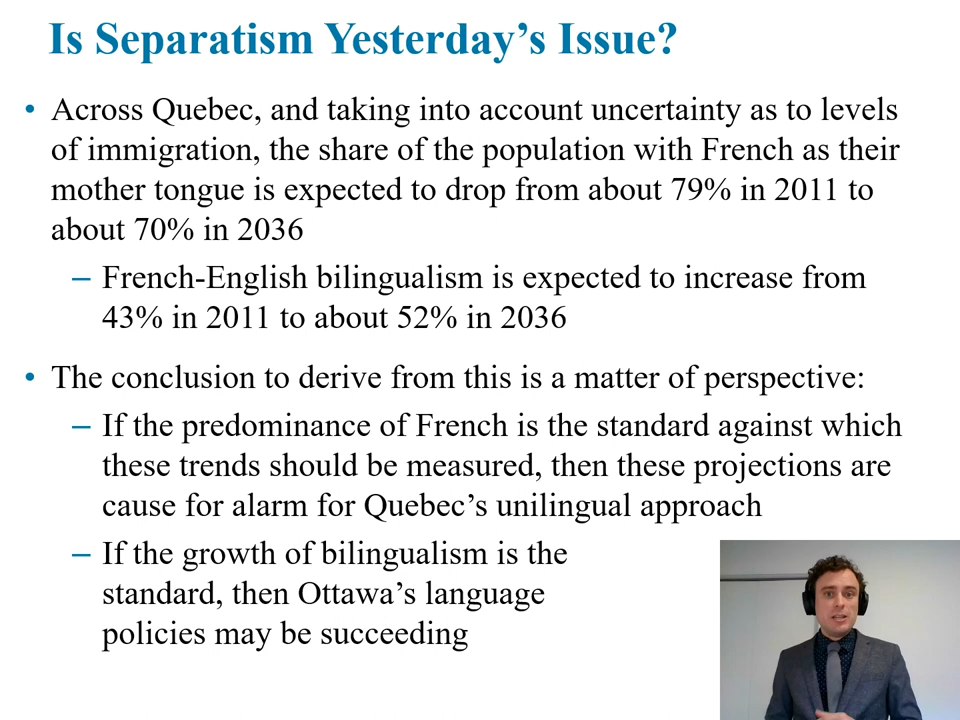 Is Separatism Yesterday’s Issue?
• Across Quebec, and taking into account uncertainty as to levels
of immigration, the share of the population with French as their
mother tongue is expected to drop from about 79% in 2011 to
about 70% in 2036
– French-English bilingualism is expected to increase from
43% in 2011 to about 52% in 2036
• The conclusion to derive from this is a matter of perspective:
– If the predominance of French is the standard against which
these trends should be measured, then these projections are
cause for alarm for Quebec’s unilingual approach
– If the growth of bilingualism is the
standard, then Ottawa’s language
policies may be succeeding